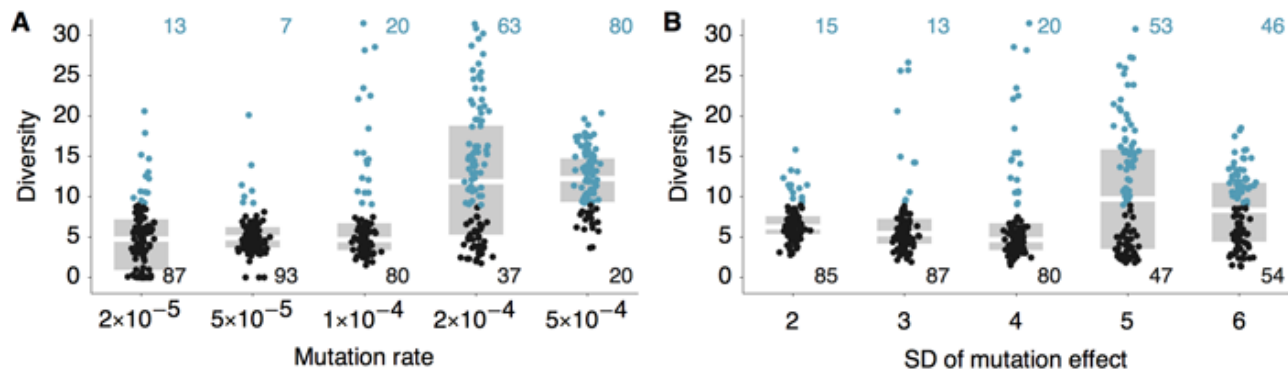 A
B
13 7 20 63 80
15 13 20 53 46
30
25
20
15
10
5
0
Diversity
87 93 80 37 20
2×10⁻⁵ 5×10⁻⁵ 1×10⁻⁴ 2×10⁻⁴ 5×10⁻⁴
Mutation rate
30
25
20
15
10
5
0
Diversity
85 87 80 47 54
2 3 4 5 6
SD of mutation effect